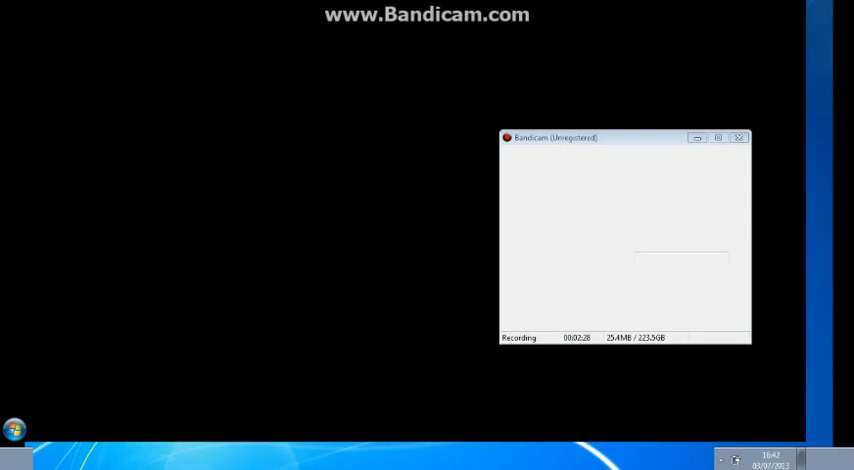 www.Bandicam.com
Bandicam (Unregistered)
Recording 00:02:28 25.4MB / 223.5GB
16:42
03/07/2013